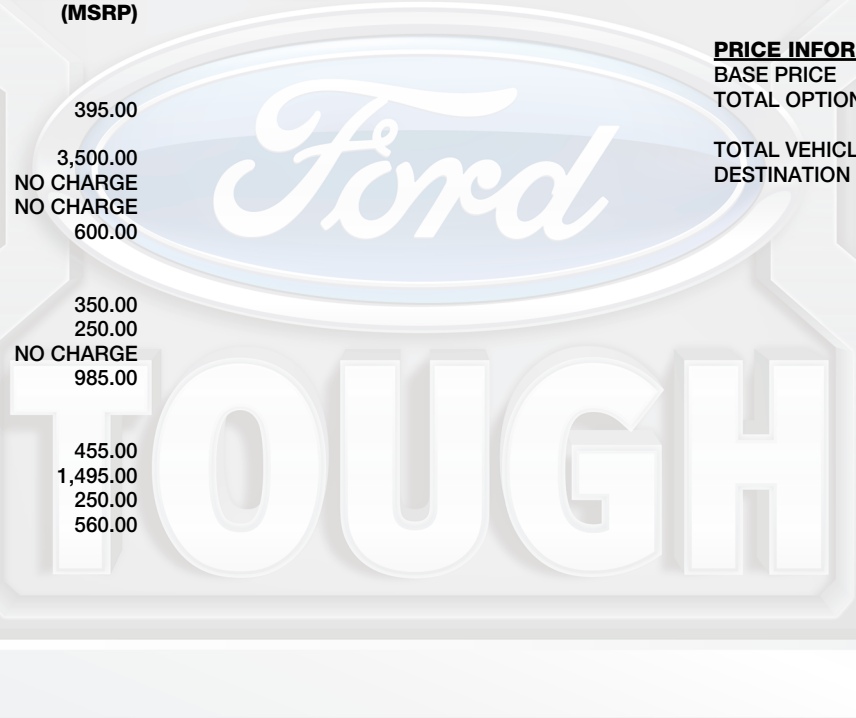 (MSRP)
395.00
3,500.00
NO CHARGE
NO CHARGE
600.00
350.00
250.00
NO CHARGE
985.00
455.00
1,495.00
250.00
560.00
PRICE INFOR
BASE PRICE
TOTAL OPTION
TOTAL VEHICL
DESTINATION
Ford
TOUGH